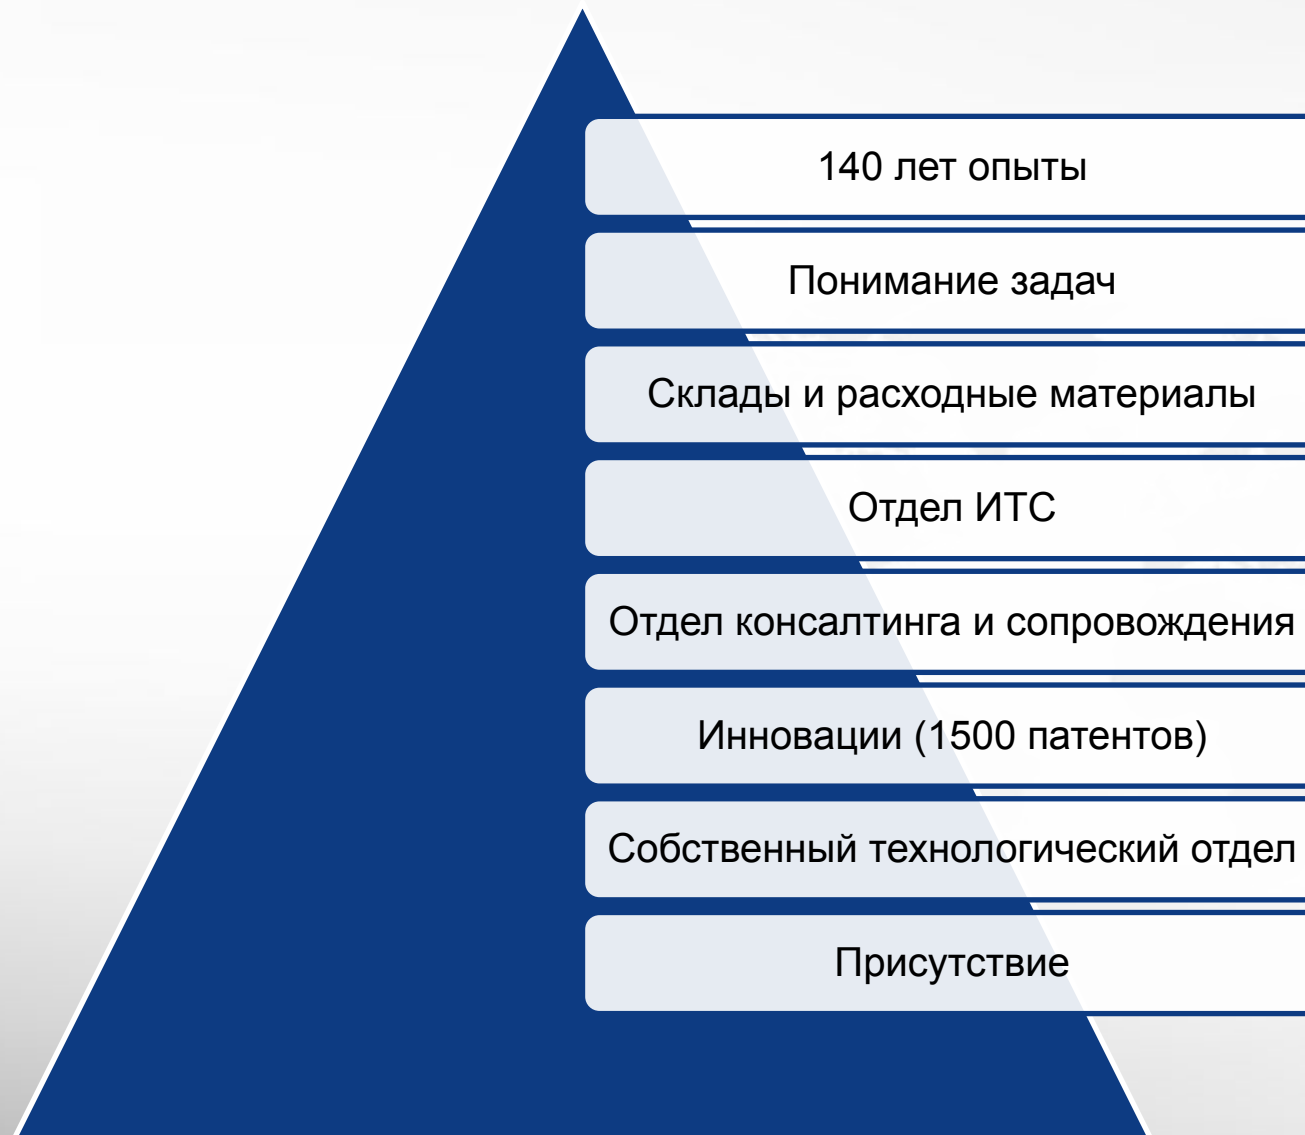 140 лет опыты
Понимание задач
Склады и расходные материалы
Отдел ИТС
Отдел консалтинга и сопровождения
Инновации (1500 патентов)
Собственный технологический отдел
Присутствие